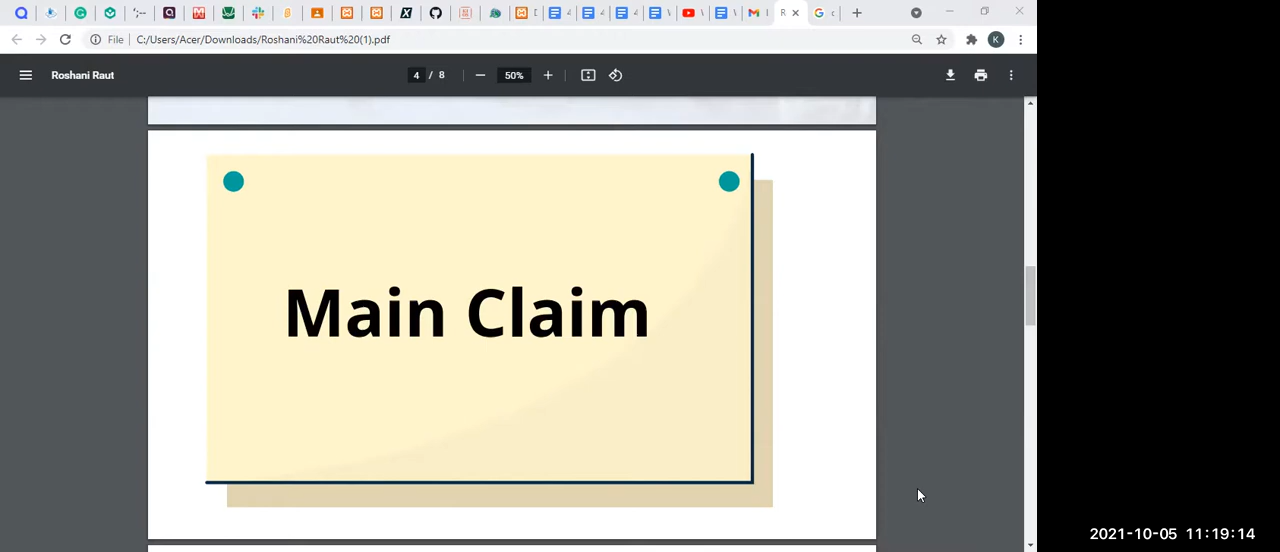 File C:/Users/Acer/Downloads/Roshani%20Raut%20(1).pdf
K
Roshani Raut
4 / 8
50%
Main Claim
2021-10-05 11:19:14